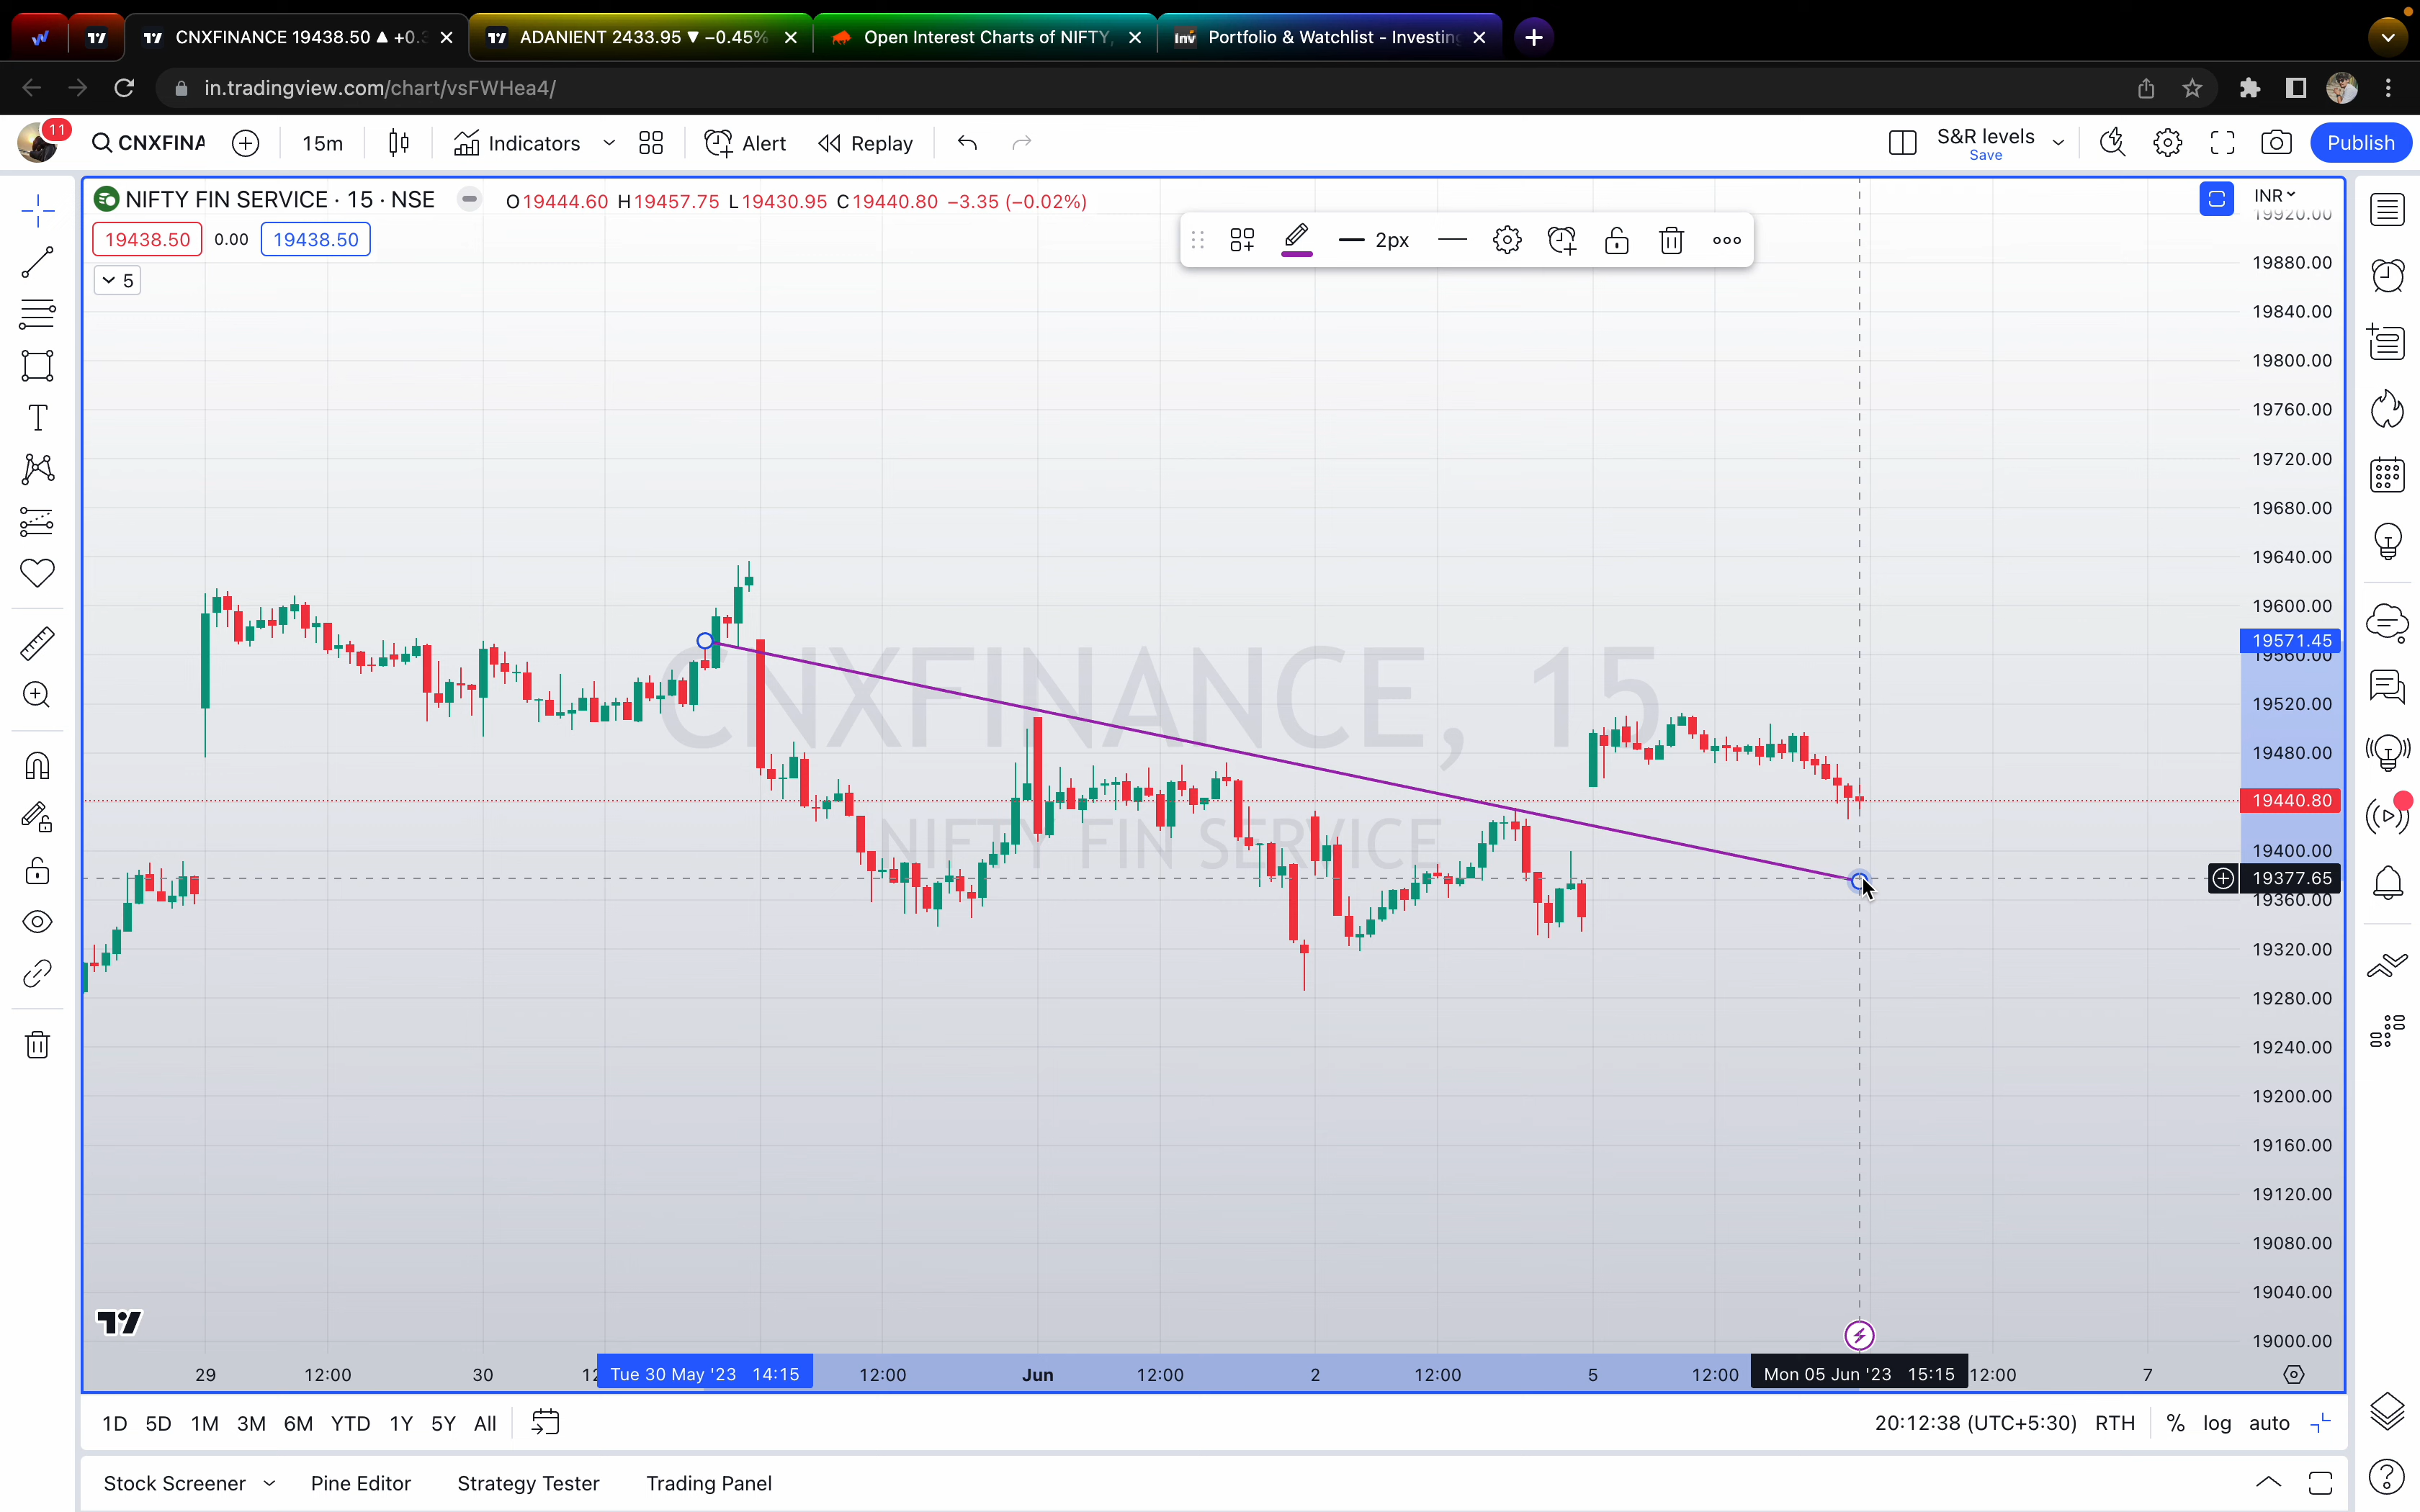 CNXFINANCE 19438.50 ▲ +0.3
ADANIENT 2433.95 ▼ −0.45%
Open Interest Charts of NIFTY,
Inv Portfolio & Watchlist - Investing
in.tradingview.com/chart/vsFWHea4/
11
CNXFINA
15m
Indicators
Alert
Replay
S&R levels
Save
Publish
NIFTY FIN SERVICE · 15 · NSE
O19444.60 H19457.75 L19430.95 C19440.80 −3.35 (−0.02%)
INR
19438.50 0.00 19438.50
2px
5
19920.00
19880.00
19840.00
19800.00
19760.00
19720.00
19680.00
19640.00
19600.00
19571.45
19560.00
19520.00
19480.00
19440.80
19400.00
19377.65
19360.00
19320.00
19280.00
19240.00
19200.00
19160.00
19120.00
19080.00
19040.00
19000.00
CNXFINANCE, 15
NIFTY FIN SERVICE
29 12:00 30 12 Tue 30 May '23 14:15 12:00 Jun 12:00 2 12:00 5 12:00 Mon 05 Jun '23 15:15 12:00 7
1D 5D 1M 3M 6M YTD 1Y 5Y All
20:12:38 (UTC+5:30) RTH % log auto
Stock Screener Pine Editor Strategy Tester Trading Panel